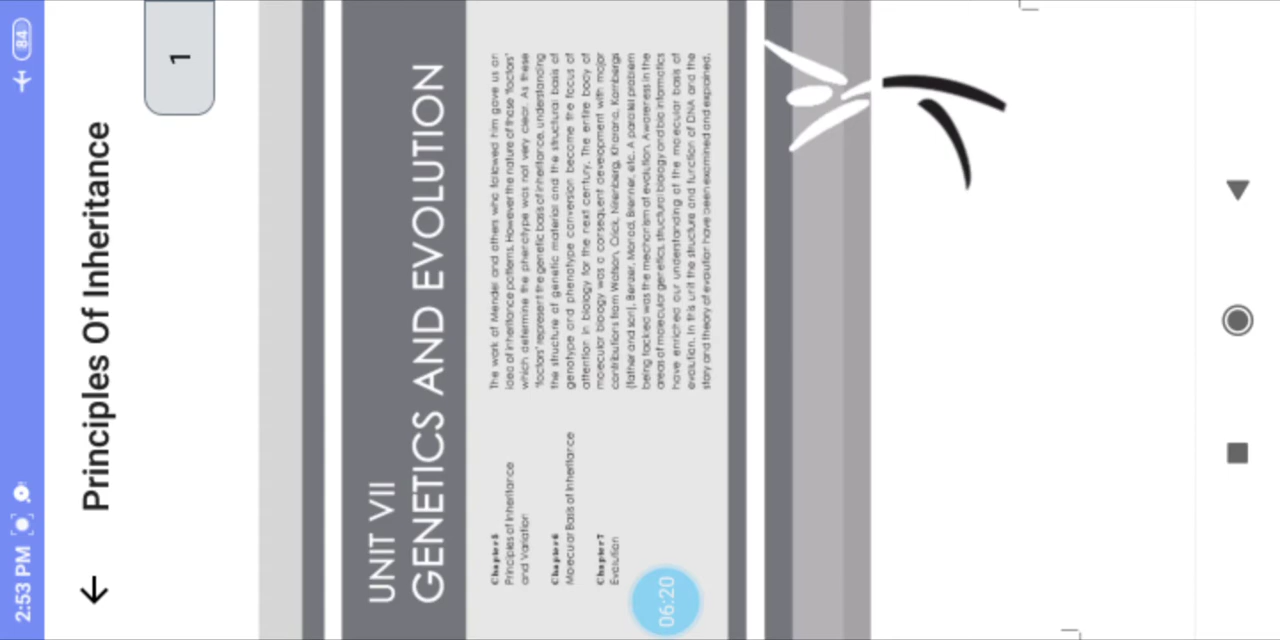 2:53 PM
84
Principles Of Inheritance
1
UNIT VII
GENETICS AND EVOLUTION
Chapter 5
Principles of Inheritance
and Variation
Chapter 6
Molecular Basis of Inheritance
Chapter 7
Evolution
The work of Mendel and others who followed him gave us an
idea of inheritance patterns. However the nature of those 'factors'
which determine the phenotype was not very clear. As these
'factors' represent the genetic basis of inheritance, understanding
the structure of genetic material and the structural basis of
genotype and phenotype conversion became the focus of
attention in biology for the next century. The entire body of
molecular biology was a consequent development with major
contributions from Watson, Crick, Nirenberg, Khorana, Kornbergs
(father and son), Benzer, Monod, Brenner, etc. A parallel problem
being tackled was the mechanism of evolution. Awareness in the
areas of molecular genetics, structural biology and bio informatics
have enriched our understanding of the molecular basis of
evolution. In this unit the structure and function of DNA and the
story and theory of evolution have been examined and explained.
06:20